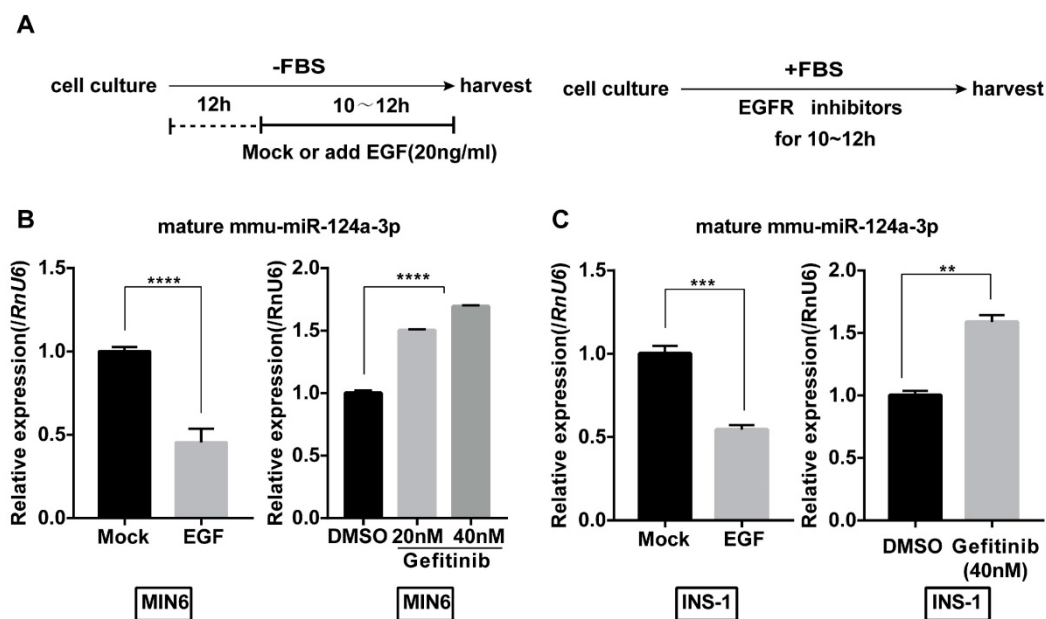 A
cell culture
-FBS
harvest
12h
10～12h
Mock or add EGF(20ng/ml)
cell culture
+FBS
harvest
EGFR inhibitors
for 10~12h
B
mature mmu-miR-124a-3p
Relative expression(/RnU6)
1.5
1.0
0.5
0.0
****
Mock
EGF
MIN6
Relative expression(/RnU6)
2.0
1.5
1.0
0.5
0.0
****
DMSO
20nM
40nM
Gefitinib
MIN6
C
mature mmu-miR-124a-3p
Relative expression(/RnU6)
1.5
1.0
0.5
0.0
***
Mock
EGF
INS-1
Relative expression(/RnU6)
2.0
1.5
1.0
0.5
0.0
**
DMSO
Gefitinib
(40nM)
INS-1